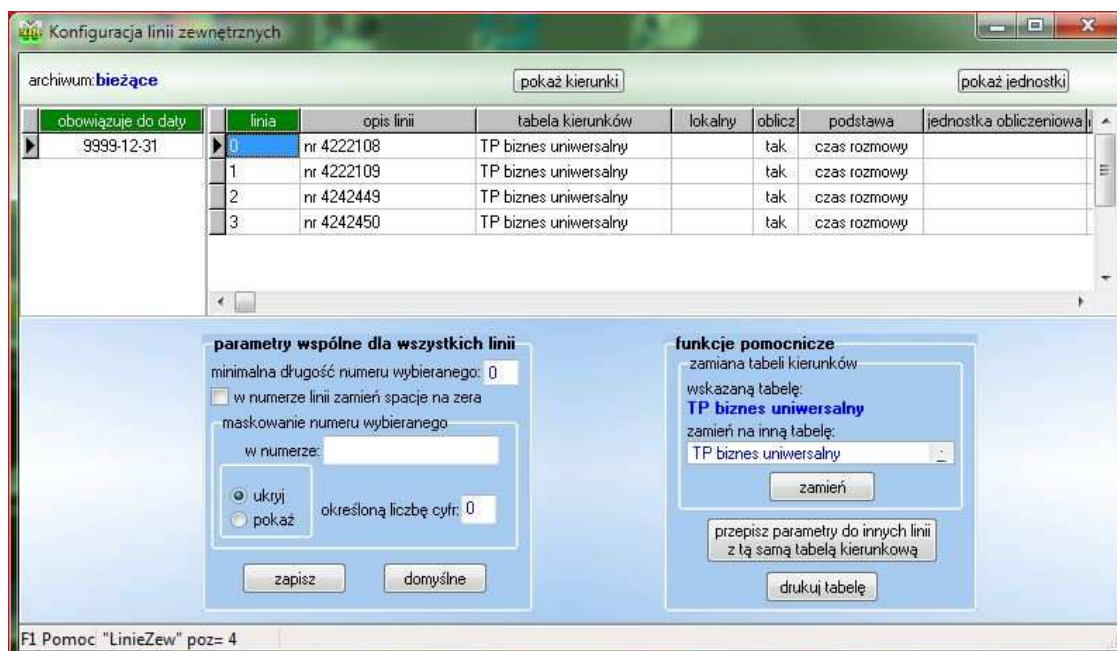 Konfiguracja linii zewnętrznych
archiwum:bieżące
pokaż kierunki
pokaż jednostki
obowiązuje do daty
9999-12-31
linia opis linii tabela kierunków lokalny oblicz podstawa jednostka obliczeniowa
0 nr 4222108 TP biznes uniwersalny tak czas rozmowy
1 nr 4222109 TP biznes uniwersalny tak czas rozmowy
2 nr 4242449 TP biznes uniwersalny tak czas rozmowy
3 nr 4242450 TP biznes uniwersalny tak czas rozmowy
parametry wspólne dla wszystkich linii
minimalna długość numeru wybieranego: 0
w numerze linii zamień spacje na zera
maskowanie numeru wybieranego
w numerze:
ukryj
pokaż
określoną liczbę cyfr: 0
zapisz
domyślne
funkcje pomocnicze
zamiana tabeli kierunków
wskazaną tabelę:
TP biznes uniwersalny
zamień na inną tabelę:
TP biznes uniwersalny
zamień
przepisz parametry do innych linii
z tą samą tabelą kierunkową
drukuj tabelę
F1 Pomoc "LinieZew" poz= 4